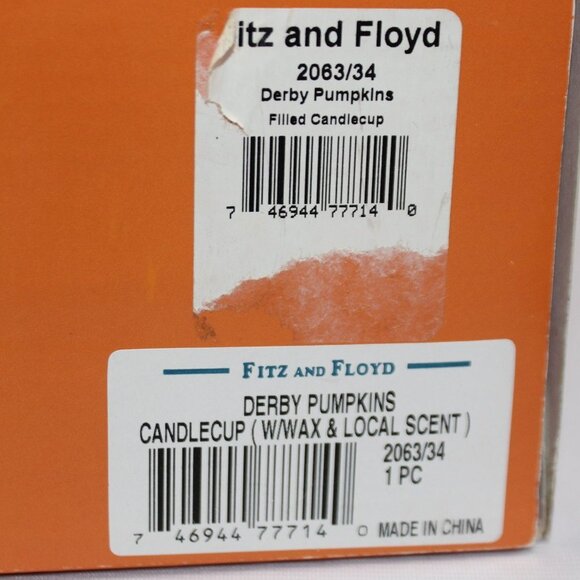 itz and Floyd
2063/34
Derby Pumpkins
Filled Candlecup
7 46944 77714 0
FITZ AND FLOYD
DERBY PUMPKINS
CANDLECUP ( W/WAX & LOCAL SCENT )
2063/34
1 PC
7 46944 77714 0 MADE IN CHINA